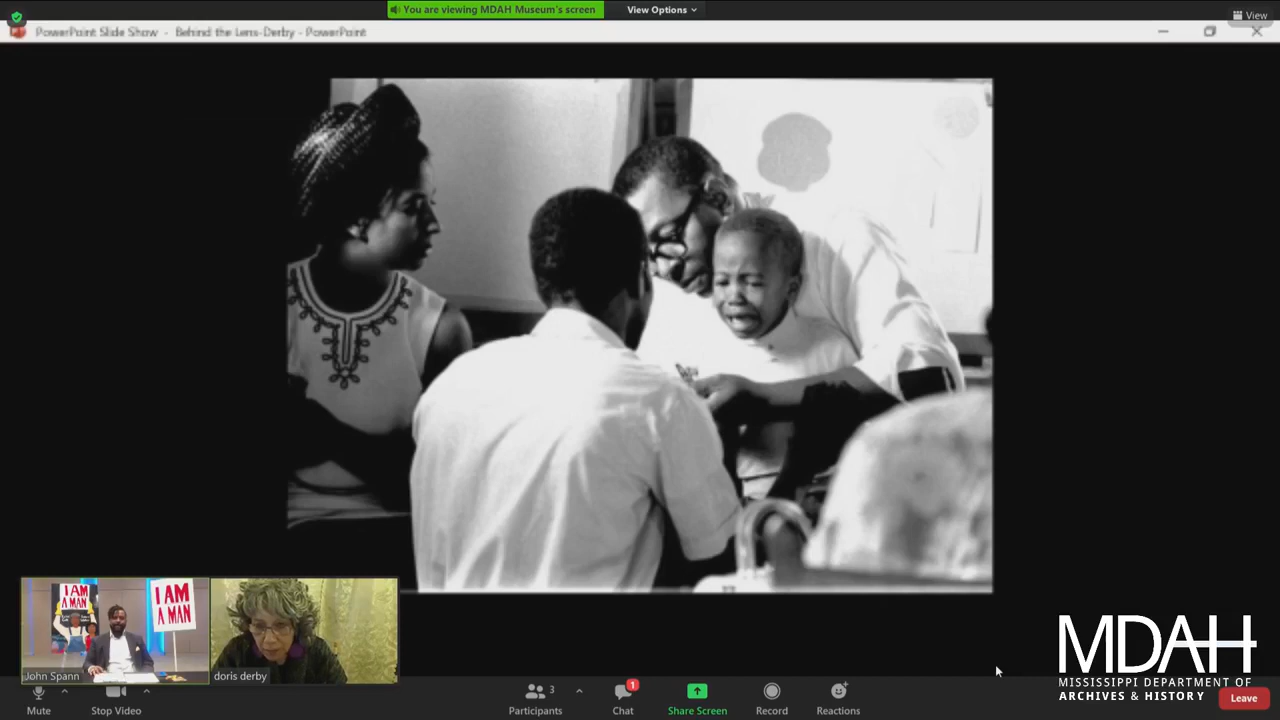 You are viewing MDAH Museum's screen
View Options
View
PowerPoint Slide Show - Behind the Lens-Derby - PowerPoint
I AM
A MAN
I AM
A MAN
John Spann
doris derby
MDAH
MISSISSIPPI DEPARTMENT OF
ARCHIVES & HISTORY
Mute
Stop Video
Participants
3
Chat
1
Share Screen
Record
Reactions
Leave